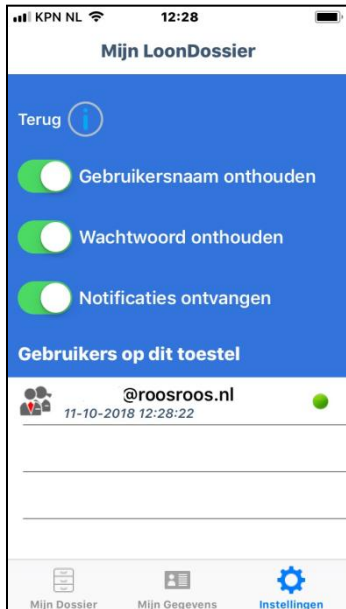 KPN NL 12:28
Mijn LoonDossier
Terug i
Gebruikersnaam onthouden
Wachtwoord onthouden
Notificaties ontvangen
Gebruikers op dit toestel
@roosroos.nl
11-10-2018 12:28:22
Mijn Dossier Mijn Gegevens Instellingen